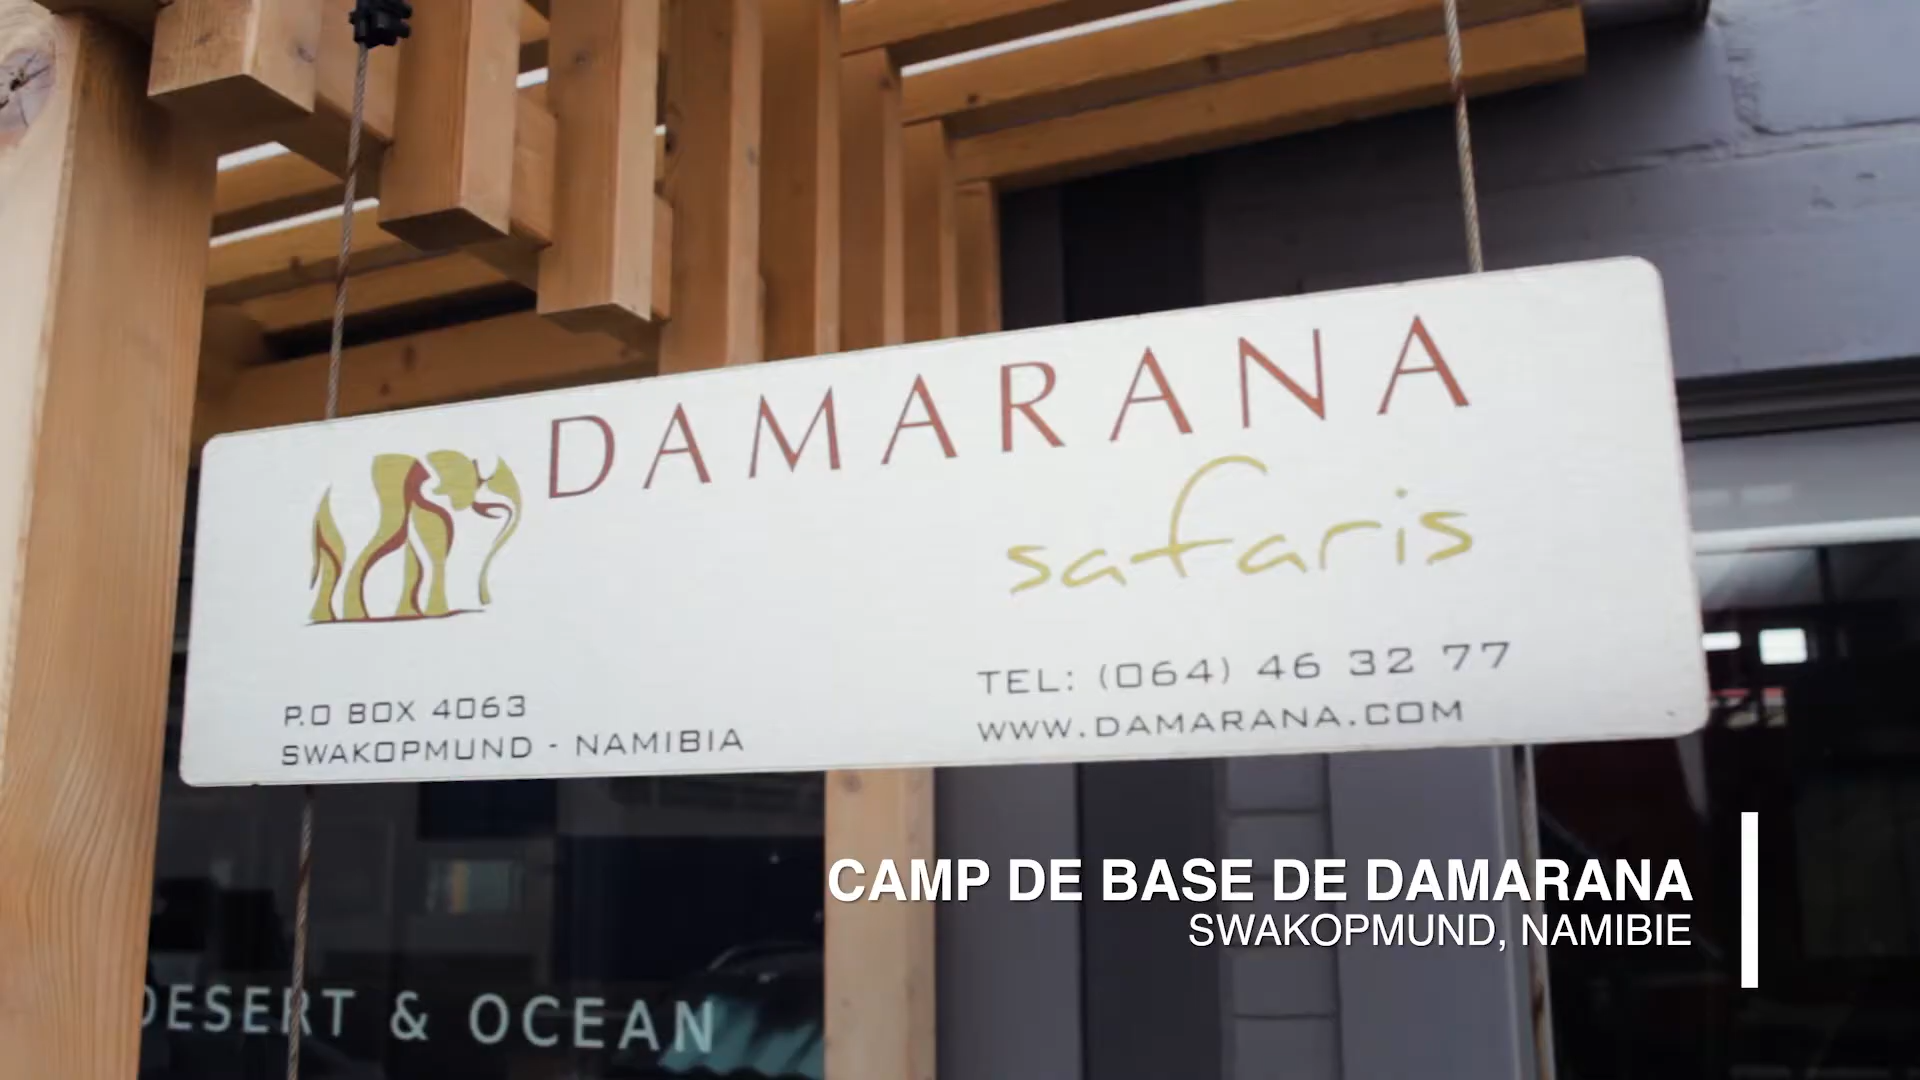 DAMARANA
safaris
P.O BOX 4063
SWAKOPMUND - NAMIBIA
TEL: (064) 46 32 77
WWW.DAMARANA.COM
CAMP DE BASE DE DAMARANA
SWAKOPMUND, NAMIBIE
DESERT & OCEAN